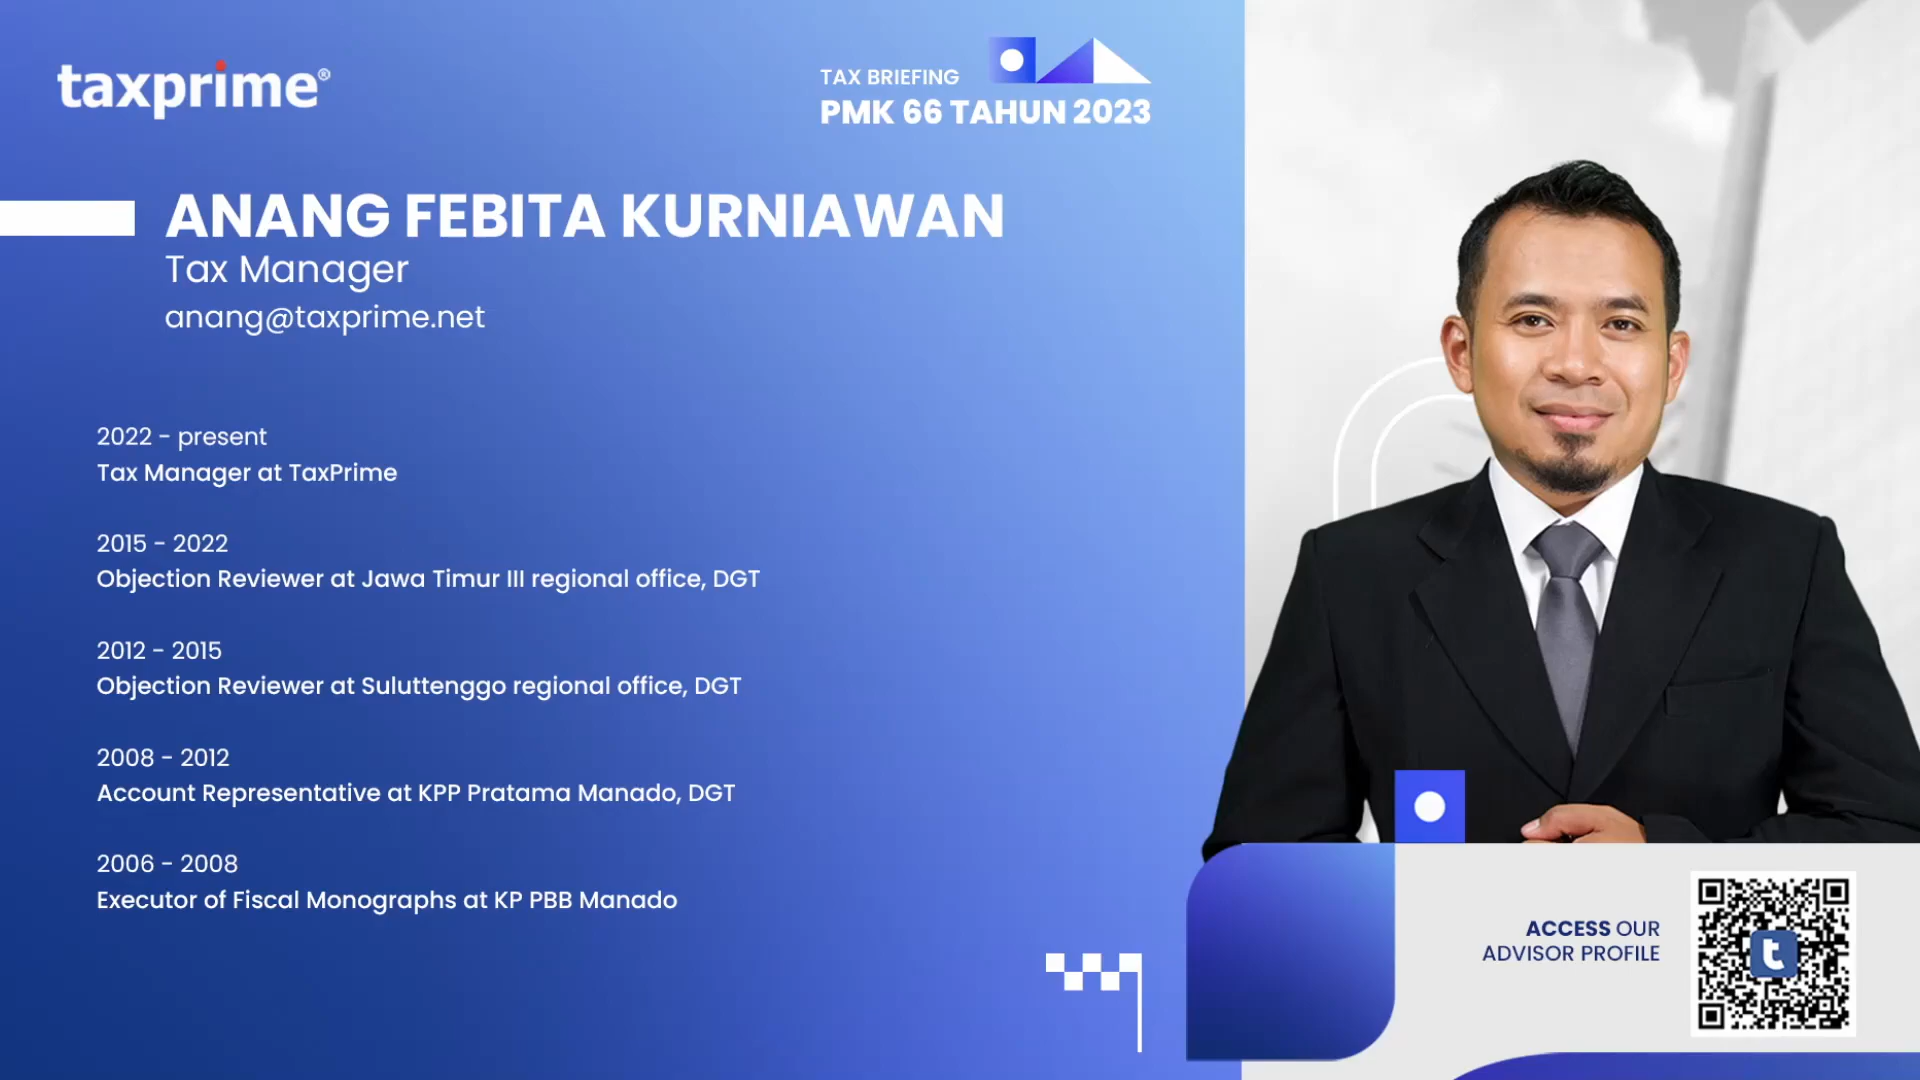 taxprime®
TAX BRIEFING
PMK 66 TAHUN 2023
ANANG FEBITA KURNIAWAN
Tax Manager
anang@taxprime.net
2022 - present
Tax Manager at TaxPrime
2015 - 2022
Objection Reviewer at Jawa Timur III regional office, DGT
2012 - 2015
Objection Reviewer at Suluttenggo regional office, DGT
2008 - 2012
Account Representative at KPP Pratama Manado, DGT
2006 - 2008
Executor of Fiscal Monographs at KP PBB Manado
ACCESS OUR
ADVISOR PROFILE
t